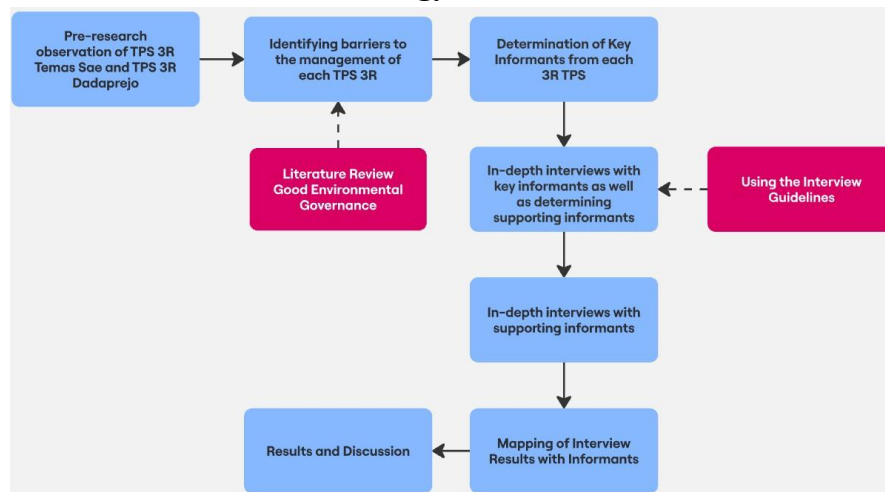 Pre-research
observation of TPS 3R
Temas Sae and TPS 3R
Dadaprejo
Identifying barriers to
the management of
each TPS 3R
Determination of Key
Informants from each
3R TPS
Literature Review
Good Environmental
Governance
In-depth interviews with
key informants as well
as determining
supporting informants
Using the Interview
Guidelines
In-depth interviews with
supporting informants
Results and Discussion
Mapping of Interview
Results with Informants